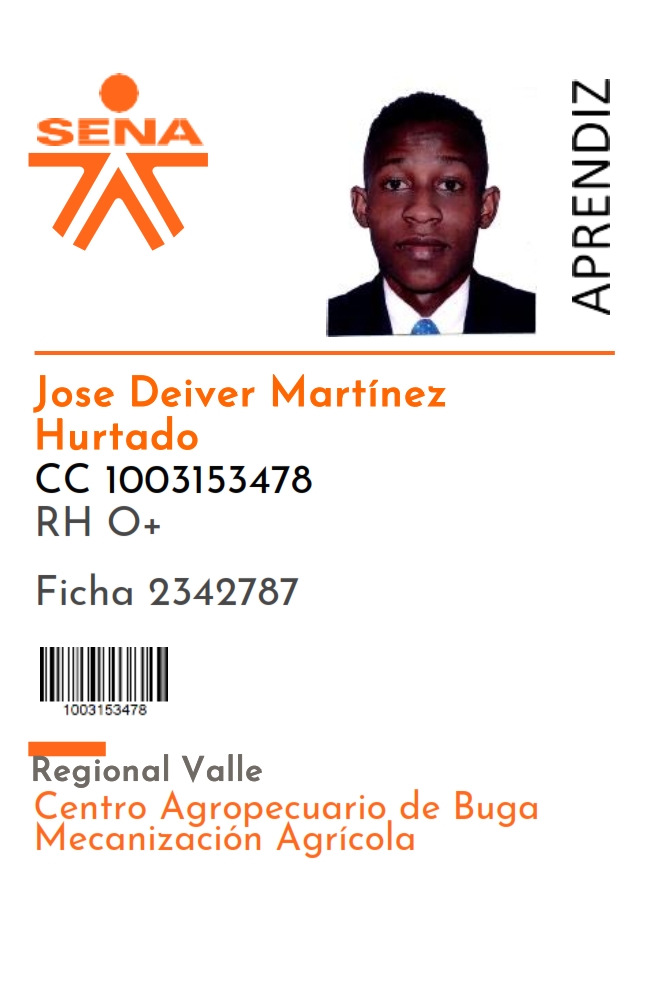 SENA
APRENDIZ
Jose Deiver Martínez
Hurtado
CC 1003153478
RH O+
Ficha 2342787
1003153478
Regional Valle
Centro Agropecuario de Buga
Mecanización Agrícola